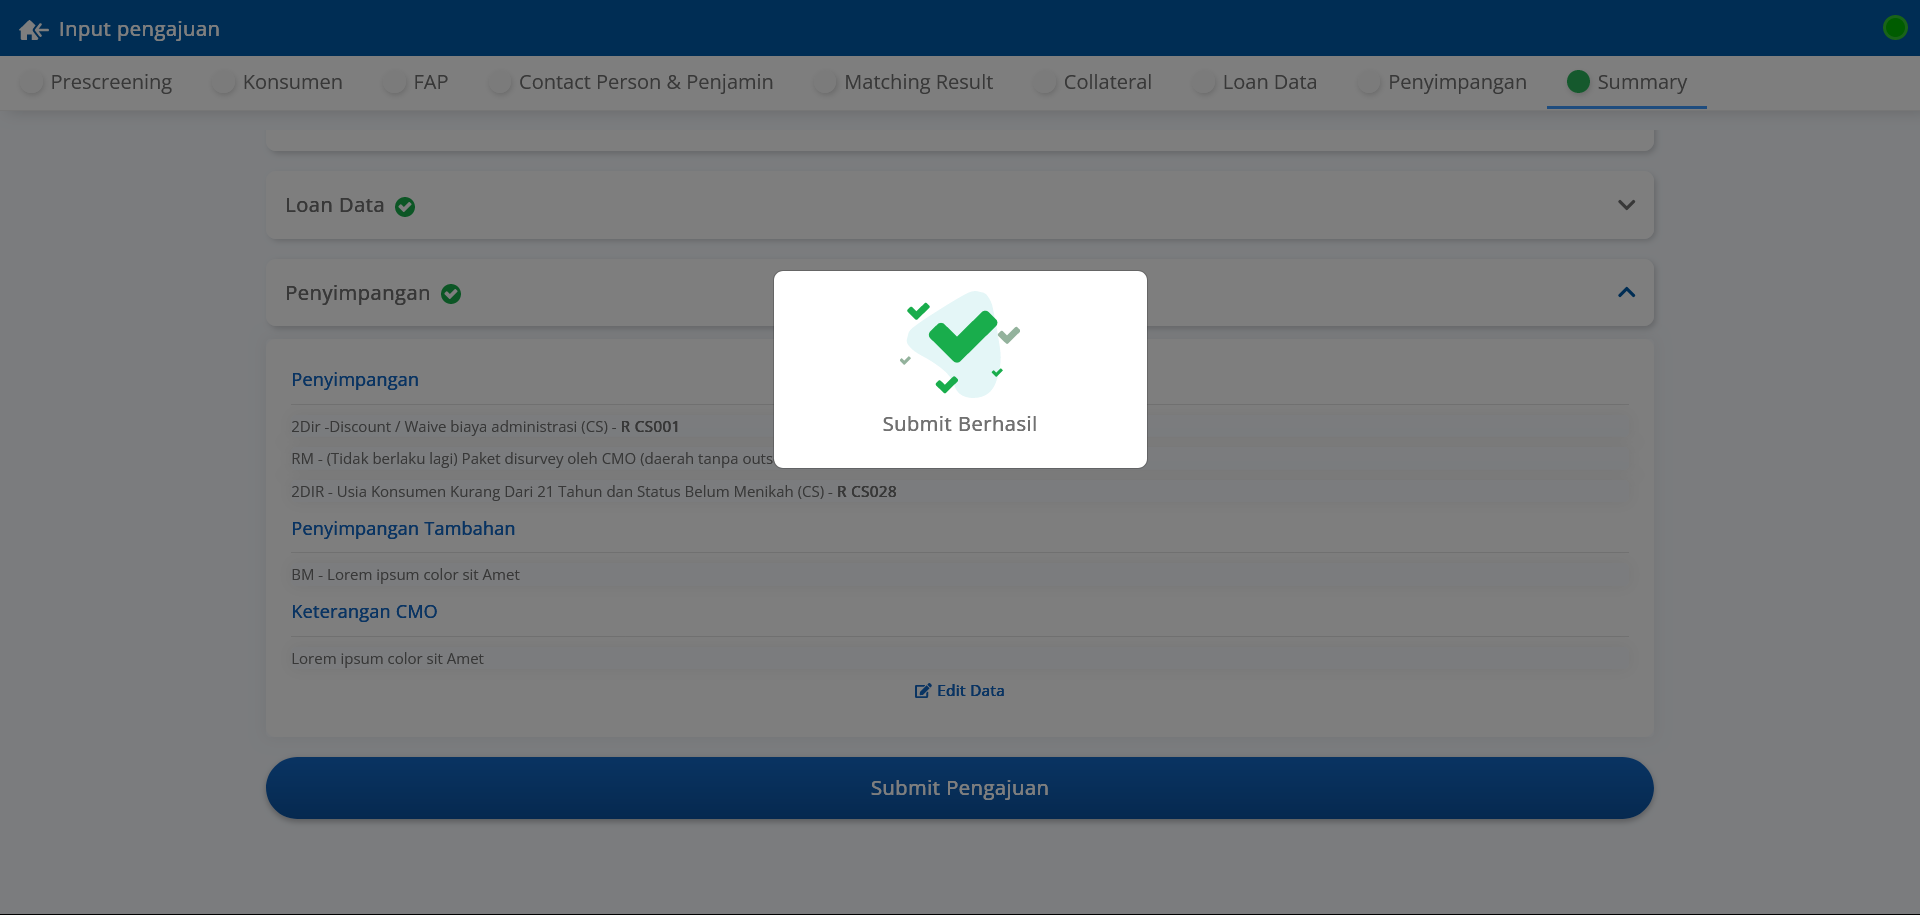 Input pengajuan
Prescreening
Konsumen
FAP
Contact Person & Penjamin
Matching Result
Collateral
Loan Data
Penyimpangan
Summary
Loan Data
Penyimpangan
Penyimpangan
2Dir -Discount / Waive biaya administrasi (CS) - R CS001
RM - (Tidak berlaku lagi) Paket disurvey oleh CMO (daerah tanpa outs
2DIR - Usia Konsumen Kurang Dari 21 Tahun dan Status Belum Menikah (CS) - R CS028
Penyimpangan Tambahan
BM - Lorem ipsum color sit Amet
Keterangan CMO
Lorem ipsum color sit Amet
Edit Data
Submit Pengajuan
Submit Berhasil